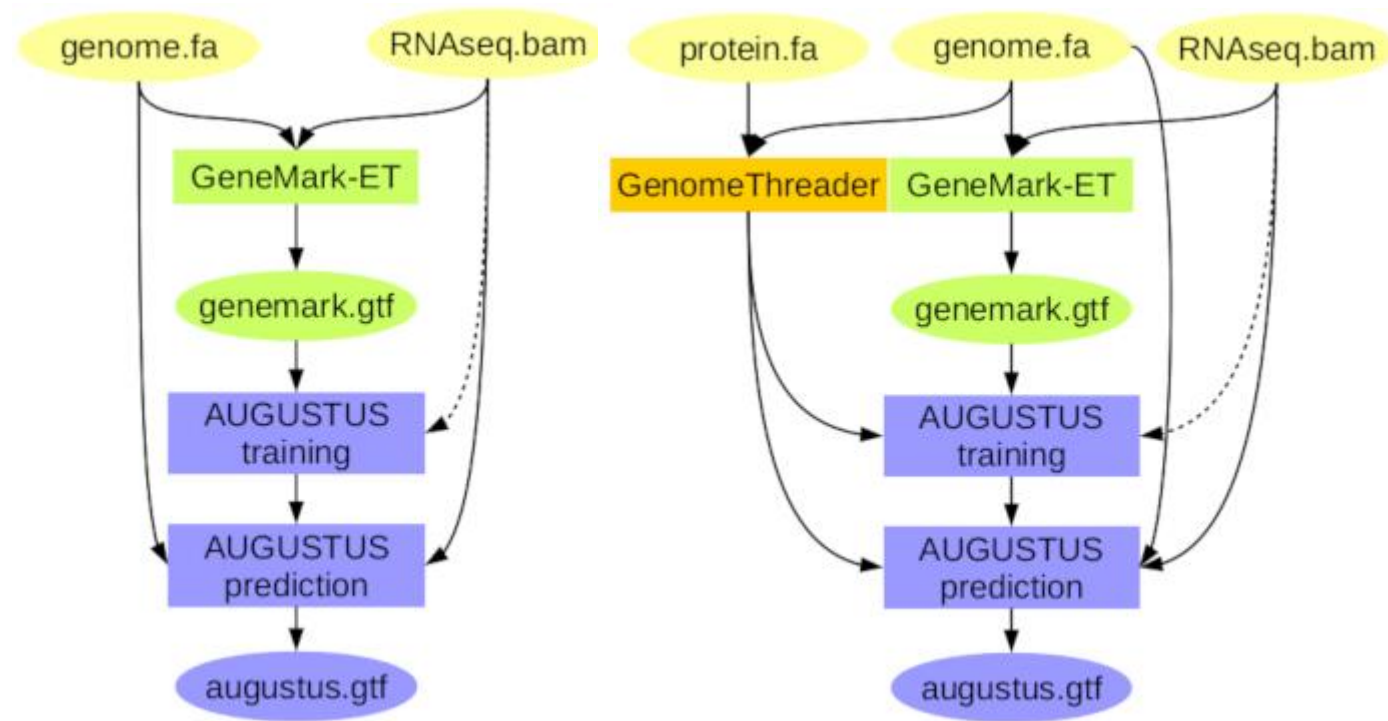 genome.fa
RNAseq.bam
GeneMark-ET
genemark.gtf
AUGUSTUS
training
AUGUSTUS
prediction
augustus.gtf
protein.fa
genome.fa
RNAseq.bam
GenomeThreader
GeneMark-ET
genemark.gtf
AUGUSTUS
training
AUGUSTUS
prediction
augustus.gtf